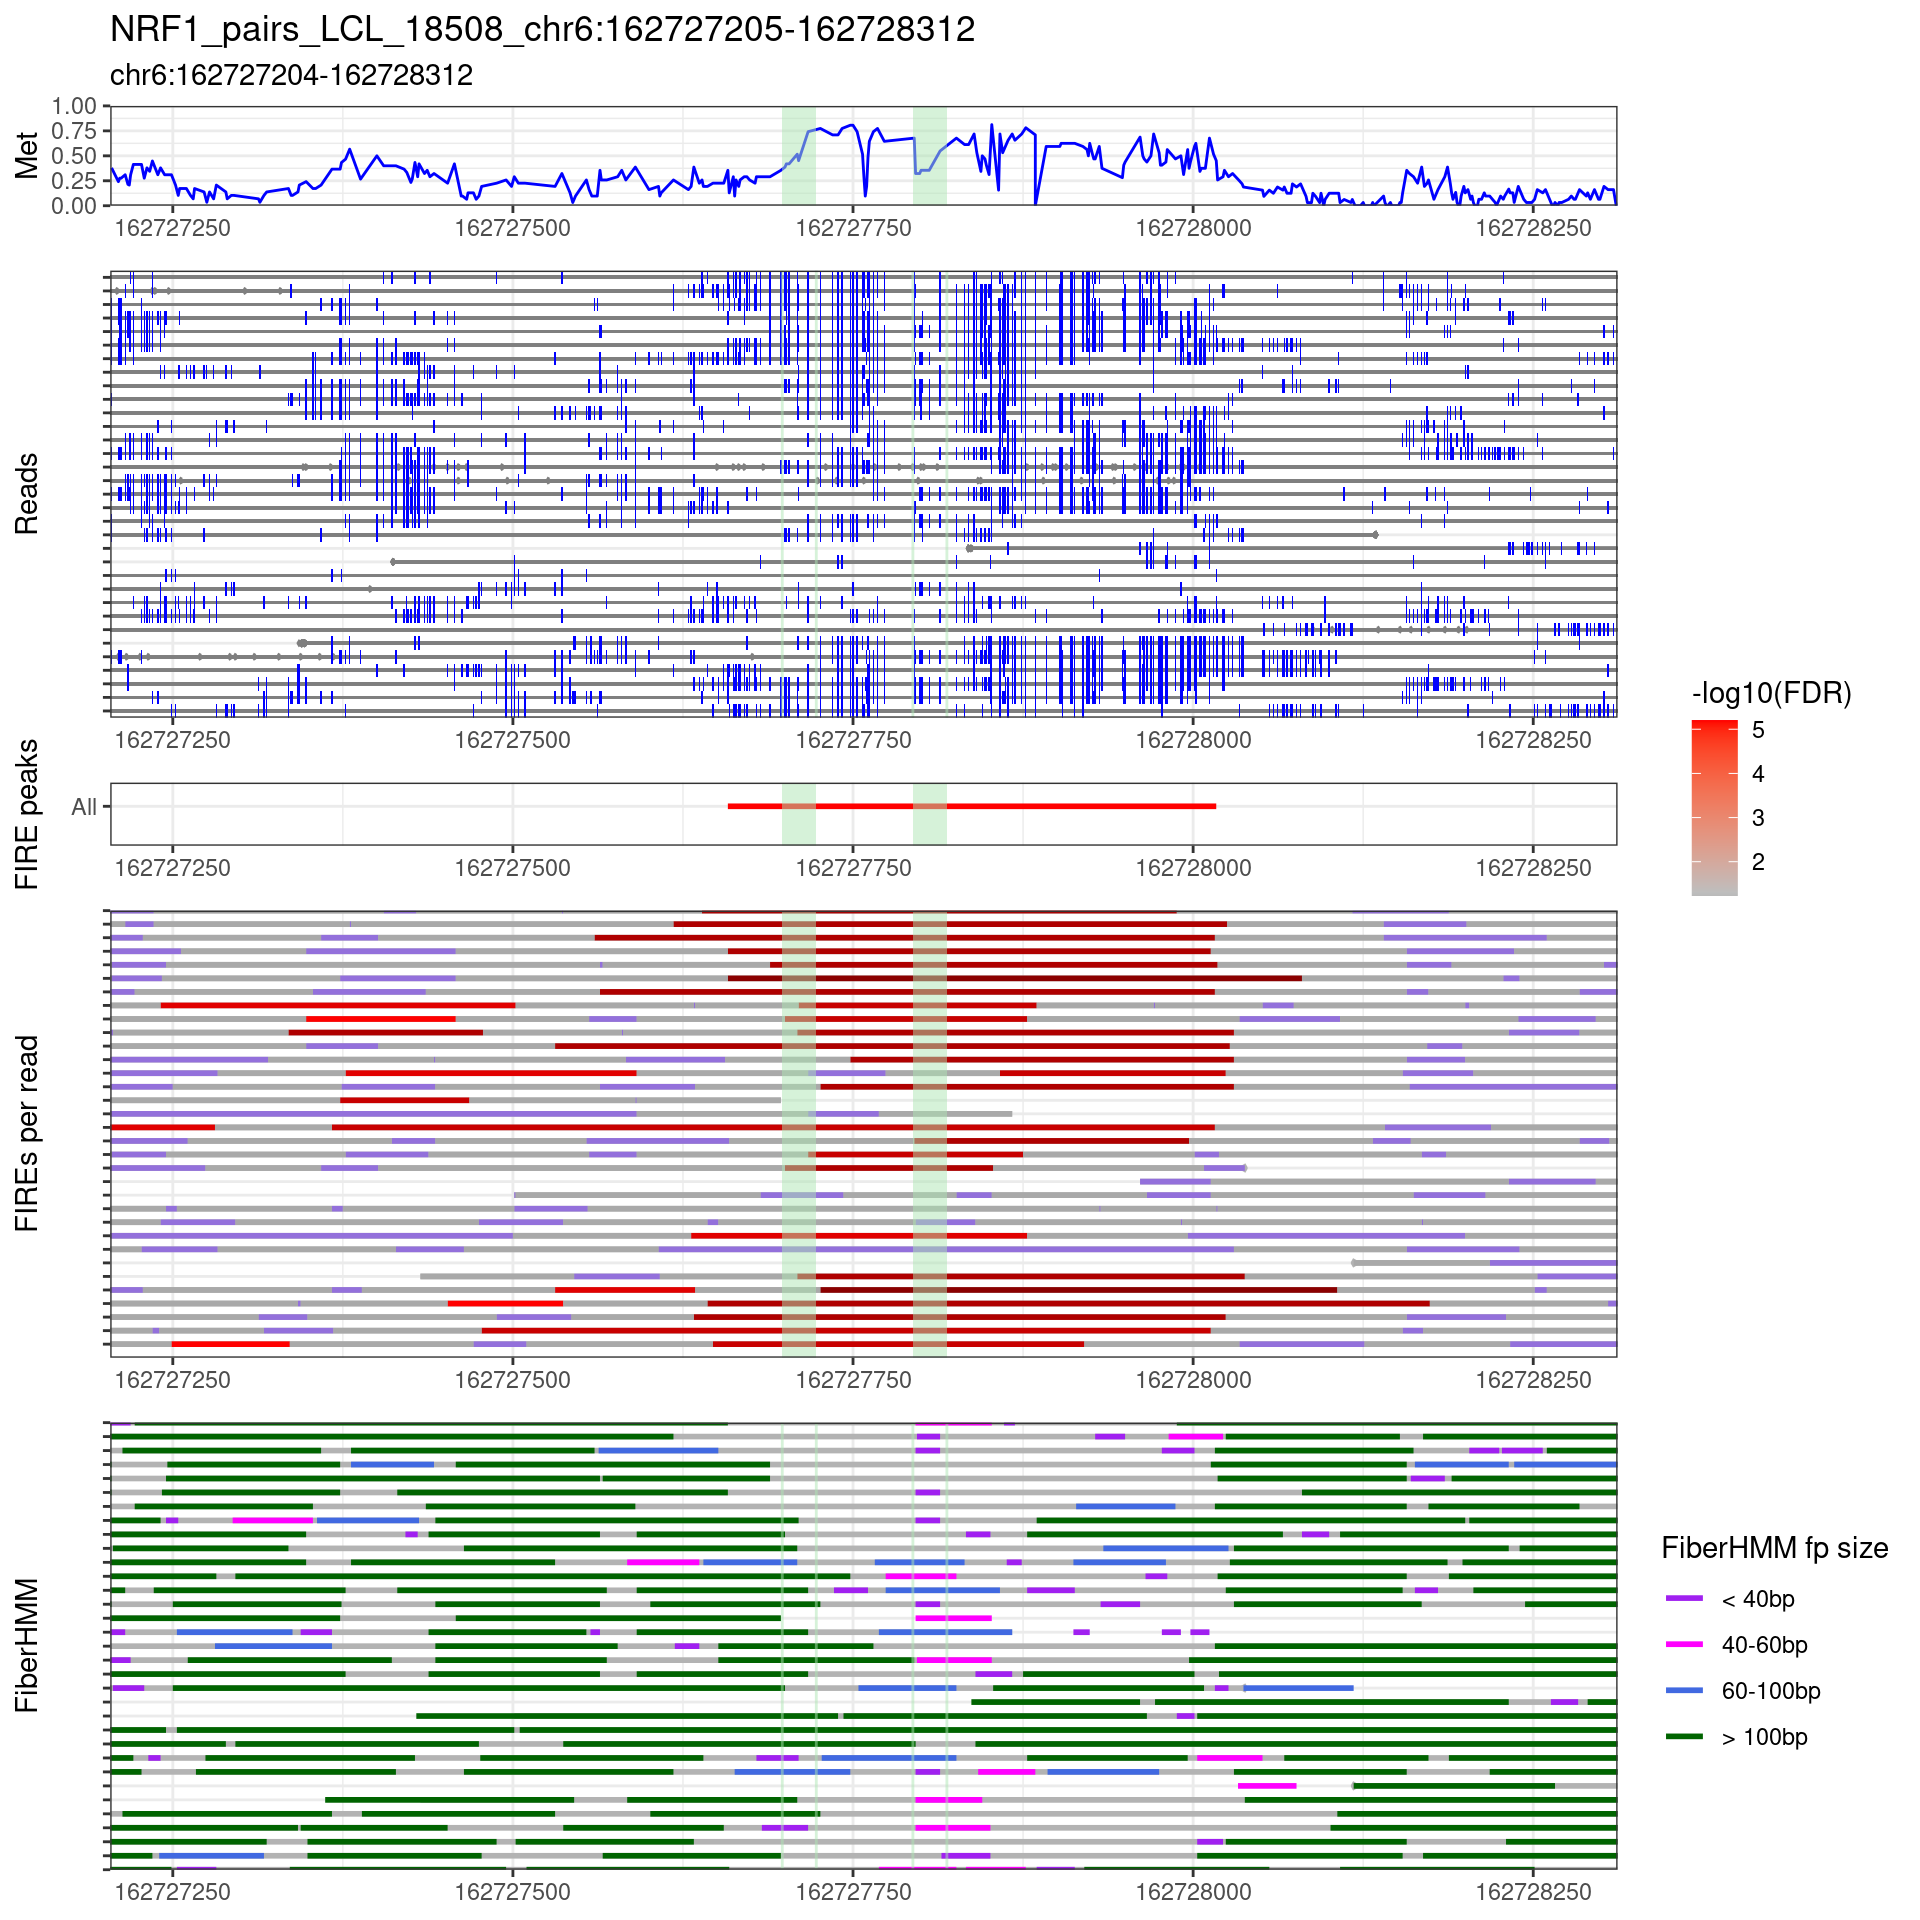 NRF1_pairs_LCL_18508_chr6:162727205-162728312
chr6:162727204-162728312
Met
1.00
0.75
0.50
0.25
0.00
162727250 162727500 162727750 162728000 162728250
Reads
162727250 162727500 162727750 162728000 162728250
FIRE peaks
All
162727250 162727500 162727750 162728000 162728250
-log10(FDR)
5
4
3
2
FIREs per read
162727250 162727500 162727750 162728000 162728250
FiberHMM
162727250 162727500 162727750 162728000 162728250
FiberHMM fp size
< 40bp
40-60bp
60-100bp
> 100bp